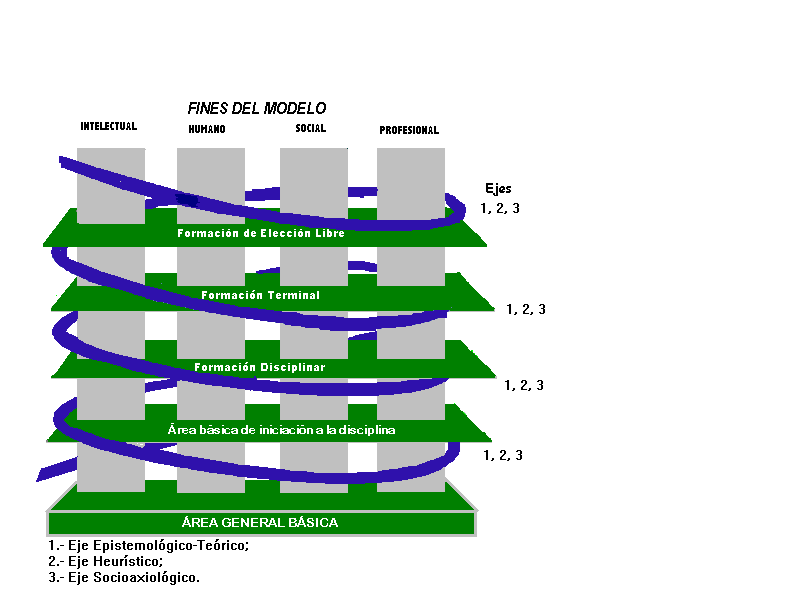 FINES DEL MODELO
INTELECTUAL
HUMANO
SOCIAL
PROFESIONAL
Ejes
1, 2, 3
Formación de Elección Libre
Formación Terminal
1, 2, 3
Formación Disciplinar
1, 2, 3
Área básica de iniciación a la disciplina
1, 2, 3
ÁREA GENERAL BÁSICA
1.- Eje Epistemológico-Teórico;
2.- Eje Heurístico;
3.- Eje Socioaxiológico.